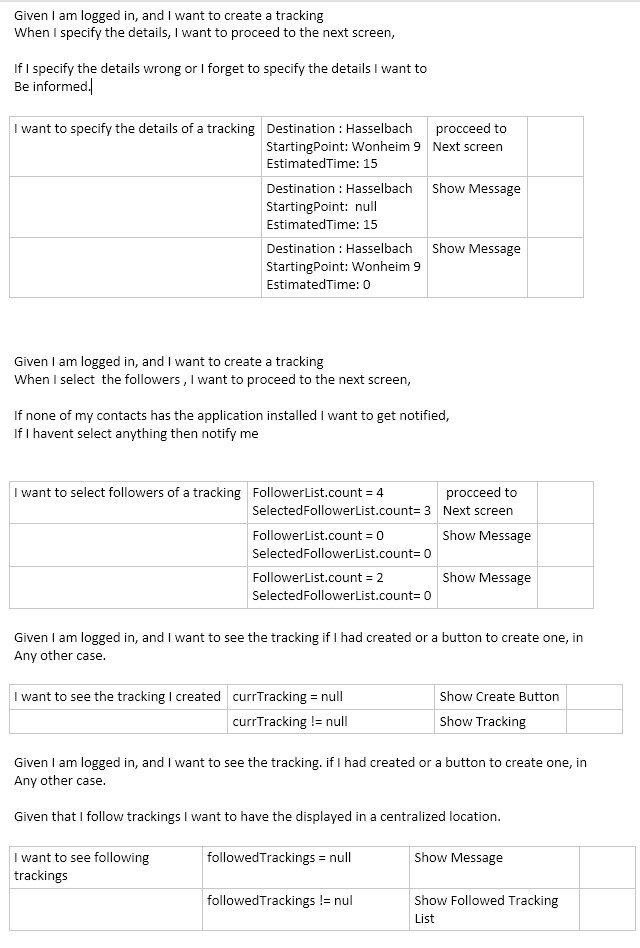 Given I am logged in, and I want to create a tracking
When I specify the details, I want to proceed to the next screen,
If I specify the details wrong or I forget to specify the details I want to
Be informed.
I want to specify the details of a tracking
Destination : Hasselbach
StartingPoint: Wonheim 9
EstimatedTime: 15
procceed to
Next screen
Destination : Hasselbach
StartingPoint: null
EstimatedTime: 15
Show Message
Destination : Hasselbach
StartingPoint: Wonheim 9
EstimatedTime: 0
Show Message
Given I am logged in, and I want to create a tracking
When I select the followers , I want to proceed to the next screen,
If none of my contacts has the application installed I want to get notified,
If I havent select anything then notify me
I want to select followers of a tracking
FollowerList.count = 4
SelectedFollowerList.count= 3
procceed to
Next screen
FollowerList.count = 0
SelectedFollowerList.count= 0
Show Message
FollowerList.count = 2
SelectedFollowerList.count= 0
Show Message
Given I am logged in, and I want to see the tracking if I had created or a button to create one, in
Any other case.
I want to see the tracking I created
currTracking = null
Show Create Button
currTracking != null
Show Tracking
Given I am logged in, and I want to see the tracking. if I had created or a button to create one, in
Any other case.
Given that I follow trackings I want to have the displayed in a centralized location.
I want to see following
trackings
followedTrackings = null
Show Message
followedTrackings != nul
Show Followed Tracking
List